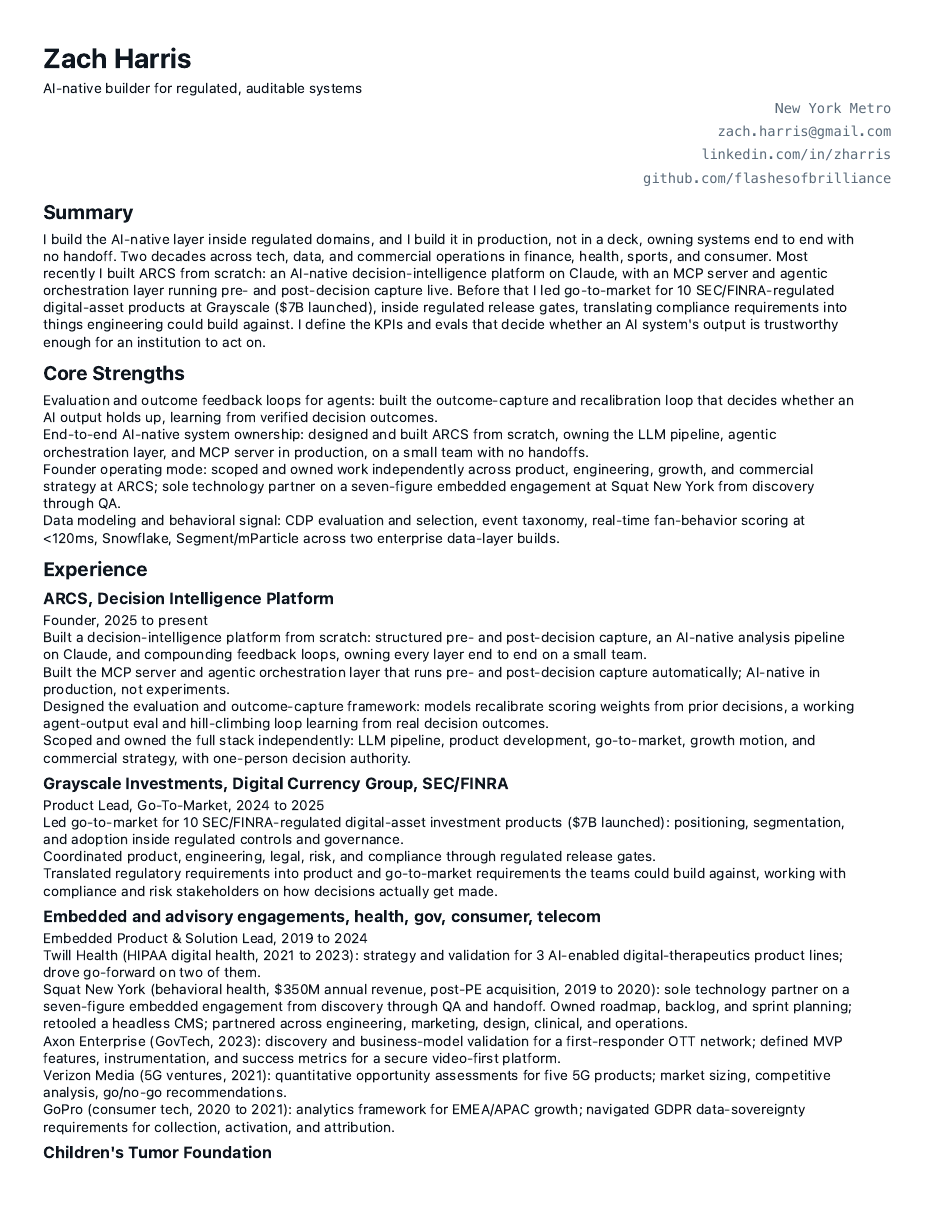 Zach Harris
AI-native builder for regulated, auditable systems
New York Metro
zach.harris@gmail.com
linkedin.com/in/zharris
github.com/flashesofbrilliance
Summary
I build the AI-native layer inside regulated domains, and I build it in production, not in a deck, owning systems end to end with
no handoff. Two decades across tech, data, and commercial operations in finance, health, sports, and consumer. Most
recently I built ARCS from scratch: an AI-native decision-intelligence platform on Claude, with an MCP server and agentic
orchestration layer running pre- and post-decision capture live. Before that I led go-to-market for 10 SEC/FINRA-regulated
digital-asset products at Grayscale ($7B launched), inside regulated release gates, translating compliance requirements into
things engineering could build against. I define the KPIs and evals that decide whether an AI system's output is trustworthy
enough for an institution to act on.
Core Strengths
Evaluation and outcome feedback loops for agents: built the outcome-capture and recalibration loop that decides whether an
AI output holds up, learning from verified decision outcomes.
End-to-end AI-native system ownership: designed and built ARCS from scratch, owning the LLM pipeline, agentic
orchestration layer, and MCP server in production, on a small team with no handoffs.
Founder operating mode: scoped and owned work independently across product, engineering, growth, and commercial
strategy at ARCS; sole technology partner on a seven-figure embedded engagement at Squat New York from discovery
through QA.
Data modeling and behavioral signal: CDP evaluation and selection, event taxonomy, real-time fan-behavior scoring at
<120ms, Snowflake, Segment/mParticle across two enterprise data-layer builds.
Experience
ARCS, Decision Intelligence Platform
Founder, 2025 to present
Built a decision-intelligence platform from scratch: structured pre- and post-decision capture, an AI-native analysis pipeline
on Claude, and compounding feedback loops, owning every layer end to end on a small team.
Built the MCP server and agentic orchestration layer that runs pre- and post-decision capture automatically; AI-native in
production, not experiments.
Designed the evaluation and outcome-capture framework: models recalibrate scoring weights from prior decisions, a working
agent-output eval and hill-climbing loop learning from real decision outcomes.
Scoped and owned the full stack independently: LLM pipeline, product development, go-to-market, growth motion, and
commercial strategy, with one-person decision authority.
Grayscale Investments, Digital Currency Group, SEC/FINRA
Product Lead, Go-To-Market, 2024 to 2025
Led go-to-market for 10 SEC/FINRA-regulated digital-asset investment products ($7B launched): positioning, segmentation,
and adoption inside regulated controls and governance.
Coordinated product, engineering, legal, risk, and compliance through regulated release gates.
Translated regulatory requirements into product and go-to-market requirements the teams could build against, working with
compliance and risk stakeholders on how decisions actually get made.
Embedded and advisory engagements, health, gov, consumer, telecom
Embedded Product & Solution Lead, 2019 to 2024
Twill Health (HIPAA digital health, 2021 to 2023): strategy and validation for 3 AI-enabled digital-therapeutics product lines;
drove go-forward on two of them.
Squat New York (behavioral health, $350M annual revenue, post-PE acquisition, 2019 to 2020): sole technology partner on a
seven-figure embedded engagement from discovery through QA and handoff. Owned roadmap, backlog, and sprint planning;
retooled a headless CMS; partnered across engineering, marketing, design, clinical, and operations.
Axon Enterprise (GovTech, 2023): discovery and business-model validation for a first-responder OTT network; defined MVP
features, instrumentation, and success metrics for a secure video-first platform.
Verizon Media (5G ventures, 2021): quantitative opportunity assessments for five 5G products; market sizing, competitive
analysis, go/no-go recommendations.
GoPro (consumer tech, 2020 to 2021): analytics framework for EMEA/APAC growth; navigated GDPR data-sovereignty
requirements for collection, activation, and attribution.
Children's Tumor Foundation